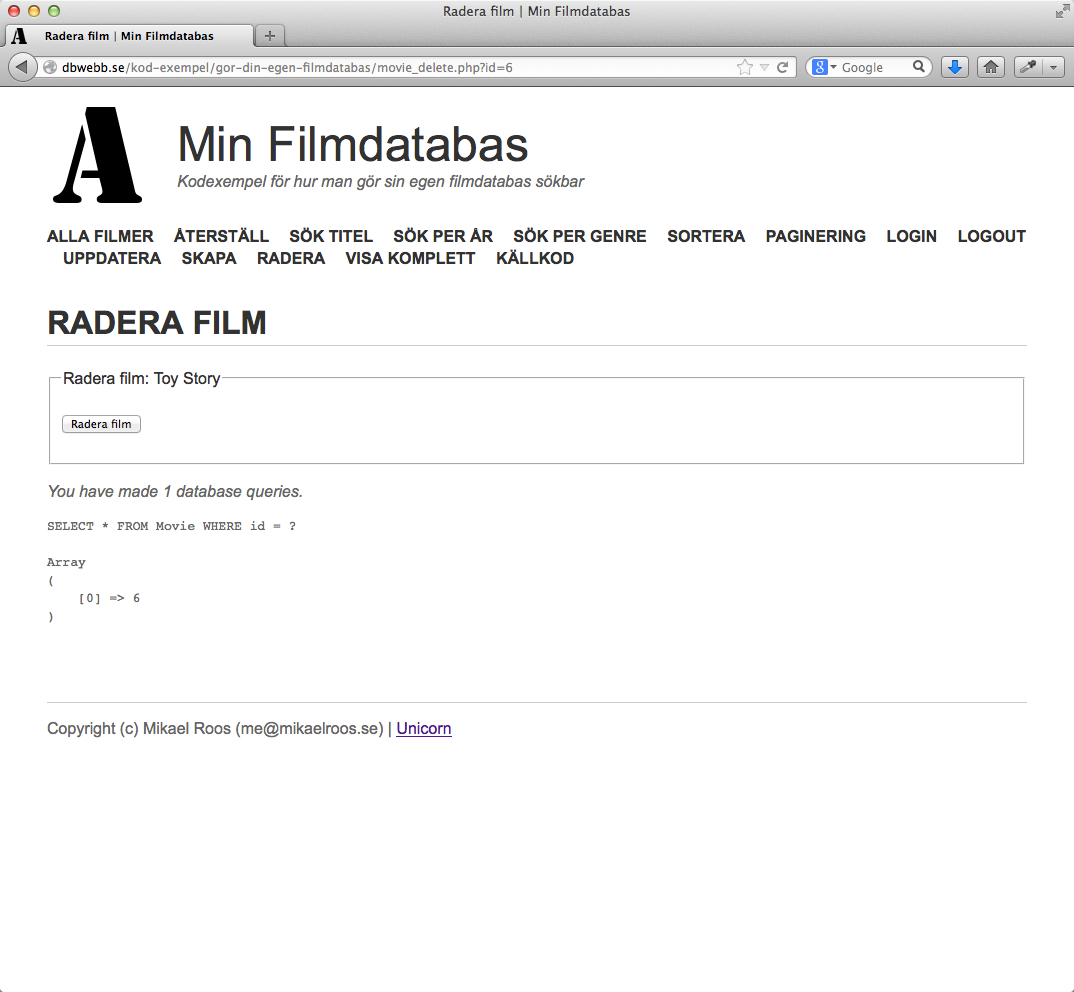 Radera film | Min Filmdatabas
Radera film | Min Filmdatabas
dbwebb.se/kod-exempel/gor-din-egen-filmdatabas/movie_delete.php?id=6
Google
A
Min Filmdatabas
Kodexempel för hur man gör sin egen filmdatabas sökbar
ALLA FILMER ÅTERSTÄLL SÖK TITEL SÖK PER ÅR SÖK PER GENRE SORTERA PAGINERING LOGIN LOGOUT
UPPDATERA SKAPA RADERA VISA KOMPLETT KÄLLKOD
RADERA FILM
Radera film: Toy Story
Radera film
You have made 1 database queries.
SELECT * FROM Movie WHERE id = ?
Array
(
[0] => 6
)
Copyright (c) Mikael Roos (me@mikaelroos.se) | Unicorn